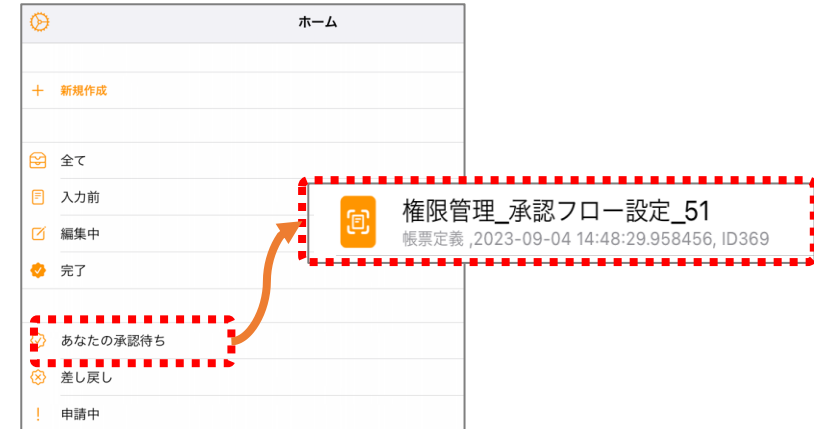 ホーム
新規作成
全て
入力前
編集中
完了
あなたの承認待ち
差し戻し
申請中
権限管理_承認フロー設定_51
帳票定義 ,2023-09-04 14:48:29.958456, ID369